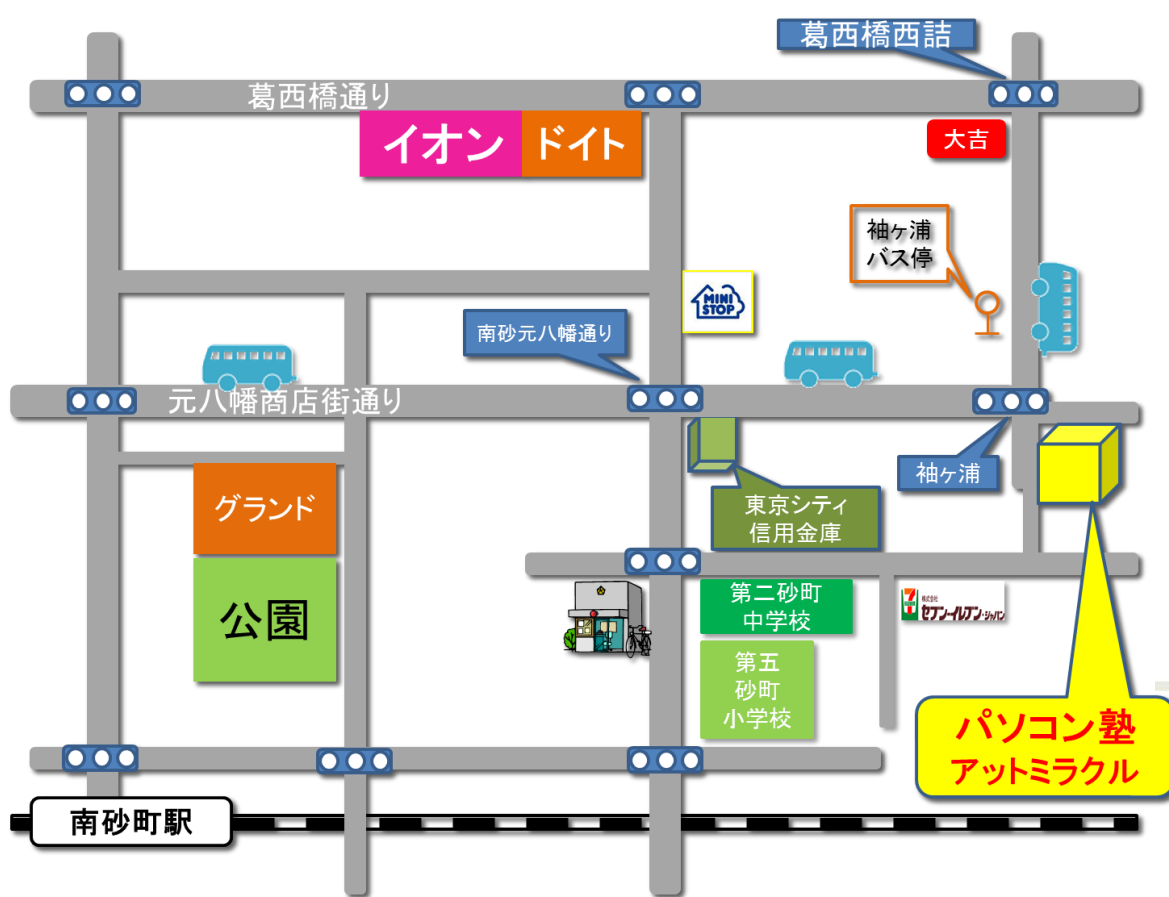 葛西橋西詰
葛西橋通り
イオン
ドイト
大吉
袖ヶ浦
バス停
MINI
STOP
南砂元八幡通り
元八幡商店街通り
袖ヶ浦
グランド
東京シティ
信用金庫
公園
第二砂町
中学校
7
株式会社
セブン-イレブン・ジャパン
第五
砂町
小学校
パソコン塾
アットミラクル
南砂町駅